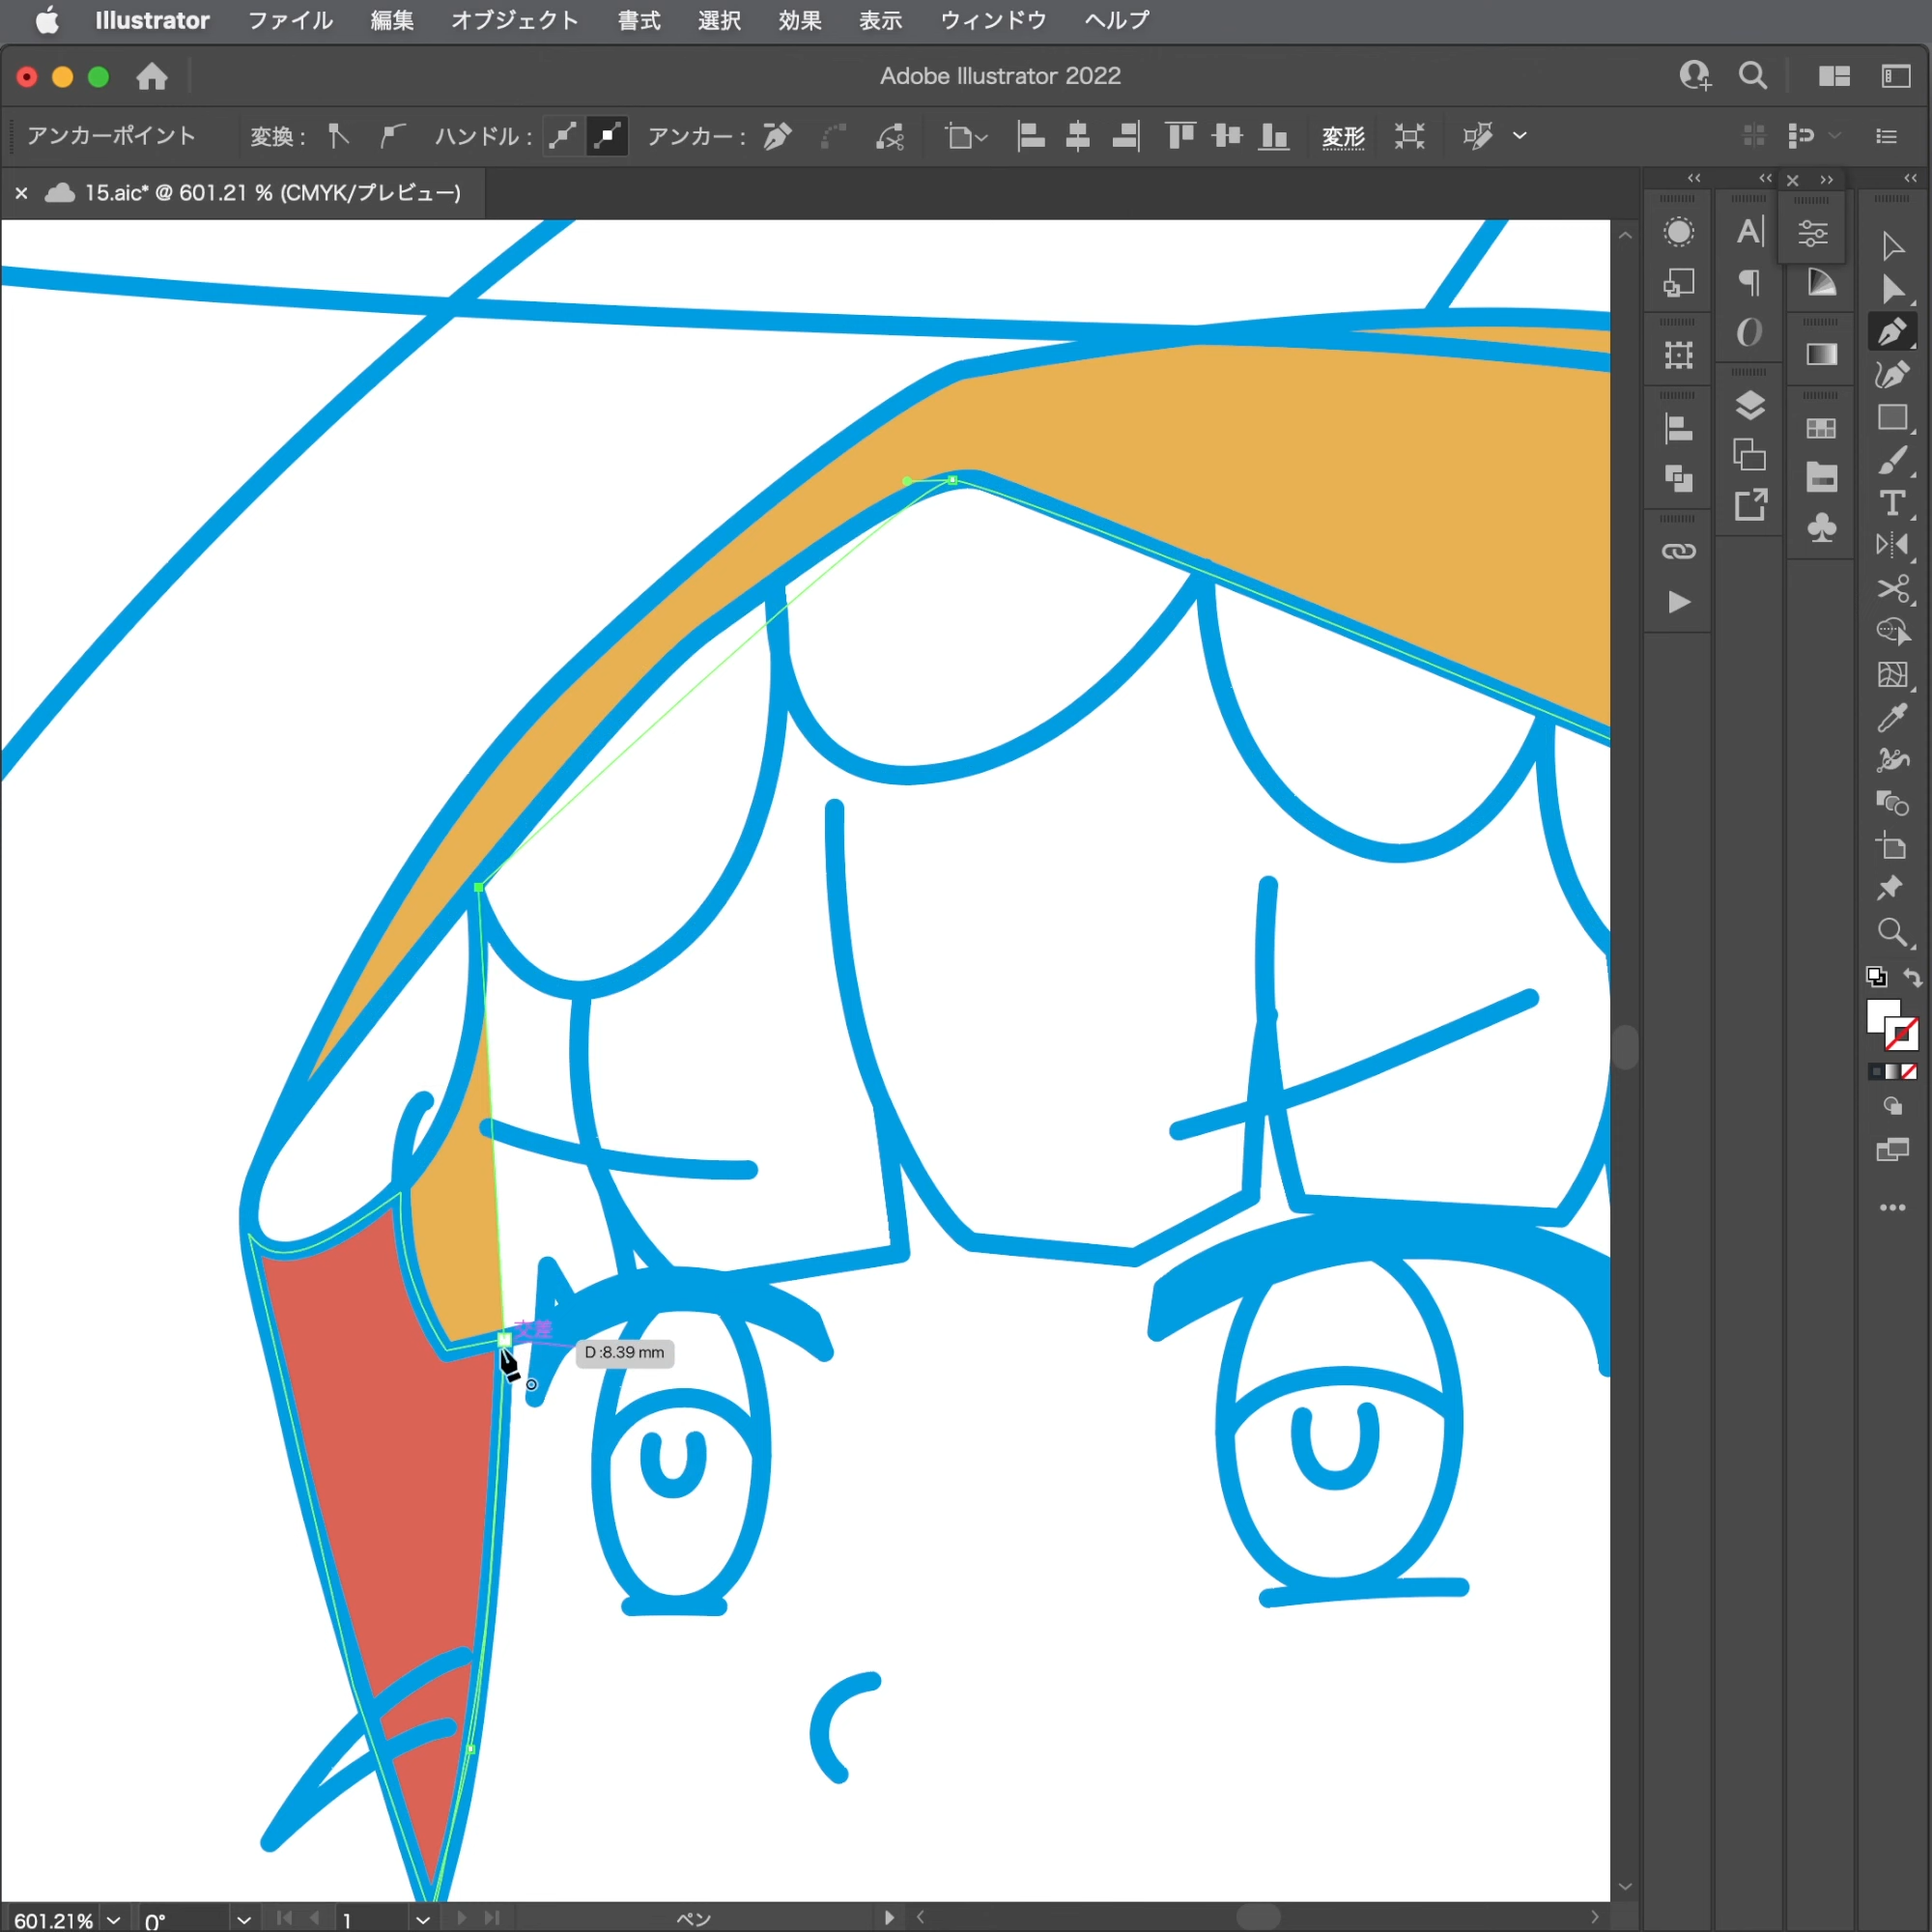 Illustrator ファイル 編集 オブジェクト 書式 選択 効果 表示 ウィンドウ ヘルプ
Adobe Illustrator 2022
アンカーポイント 変換： ハンドル： アンカー： 変形
15.aic* @ 601.21 % (CMYK/プレビュー)
交差
D :8.39 mm
601.21% 0° 1 ペン